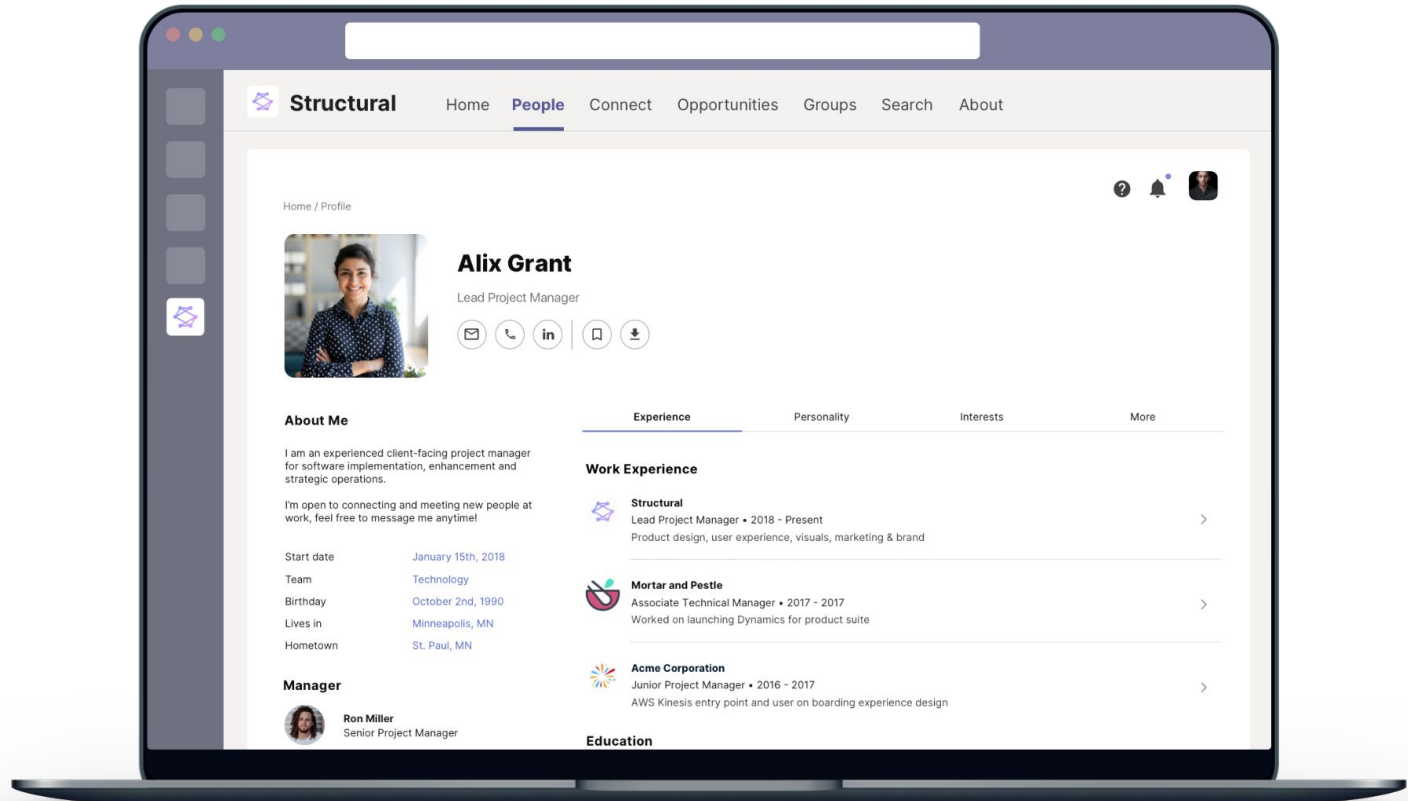 Structural
Home People Connect Opportunities Groups Search About
Home / Profile
Alix Grant
Lead Project Manager
in
About Me
I am an experienced client-facing project manager
for software implementation, enhancement and
strategic operations.
I'm open to connecting and meeting new people at
work, feel free to message me anytime!
Start date January 15th, 2018
Team Technology
Birthday October 2nd, 1990
Lives in Minneapolis, MN
Hometown St. Paul, MN
Manager
Ron Miller
Senior Project Manager
Experience Personality Interests More
Work Experience
Structural
Lead Project Manager • 2018 - Present
Product design, user experience, visuals, marketing & brand
Mortar and Pestle
Associate Technical Manager • 2017 - 2017
Worked on launching Dynamics for product suite
Acme Corporation
Junior Project Manager • 2016 - 2017
AWS Kinesis entry point and user on boarding experience design
Education